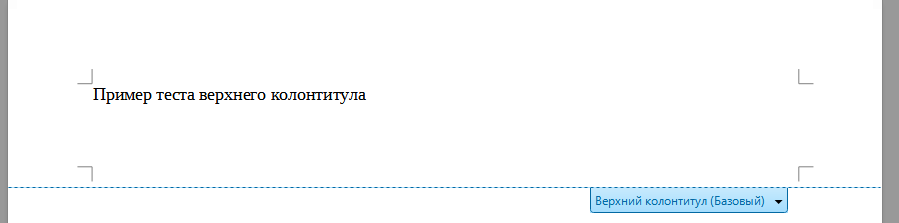 Пример теста верхнего колонтитула
Верхний колонтитул (Базовый)